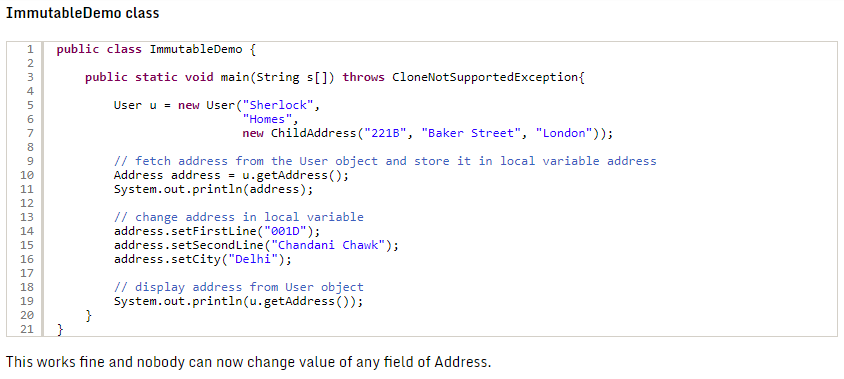 ImmutableDemo class
1 public class ImmutableDemo {
2
3 public static void main(String s[]) throws CloneNotSupportedException{
4
5 User u = new User("Sherlock",
6 "Homes",
7 new ChildAddress("221B", "Baker Street", "London"));
8
9 // fetch address from the User object and store it in local variable address
10 Address address = u.getAddress();
11 System.out.println(address);
12
13 // change address in local variable
14 address.setFirstLine("001D");
15 address.setSecondLine("Chandani Chawk");
16 address.setCity("Delhi");
17
18 // display address from User object
19 System.out.println(u.getAddress());
20 }
21 }
This works fine and nobody can now change value of any field of Address.